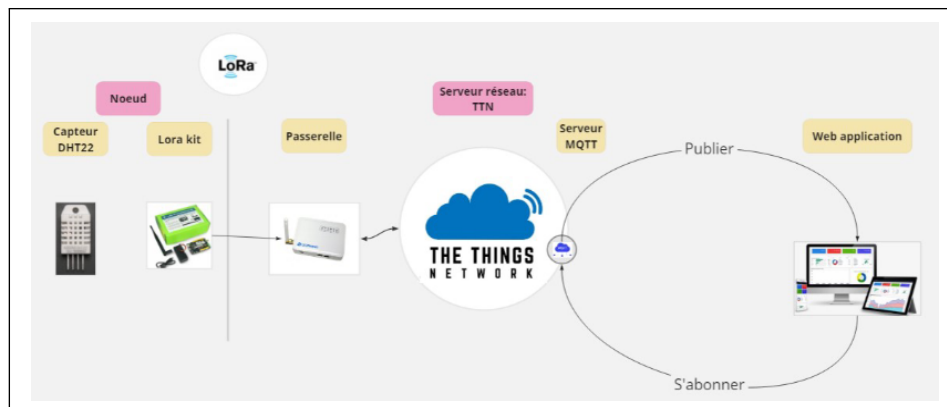 LoRa
Noeud
Serveur réseau:
TTN
Capteur
DHT22
Lora kit
Passerelle
Serveur
MQTT
Publier
Web application
THE THINGS
NETWORK
S'abonner